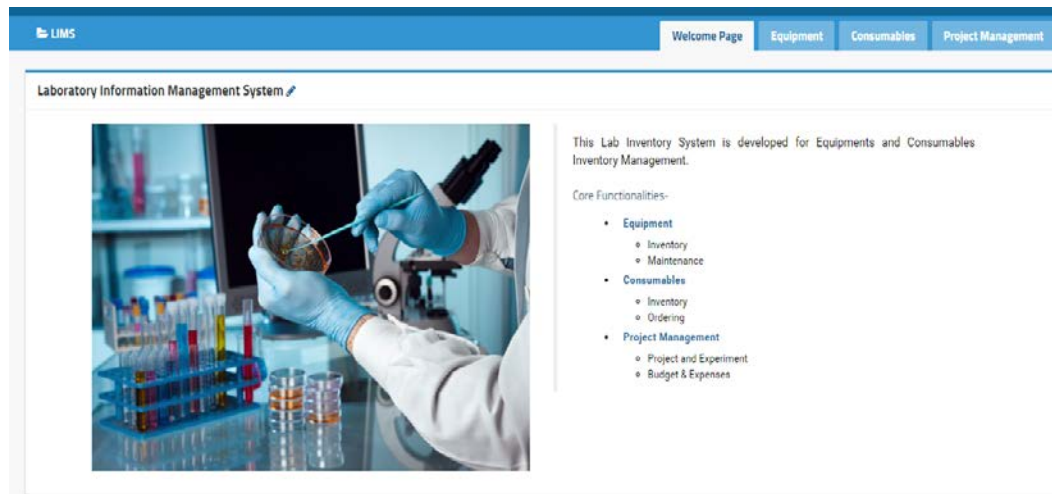 LIMS
Welcome Page
Equipment
Consumables
Project Management
Laboratory Information Management System
This Lab Inventory System is developed for Equipments and Consumables
Inventory Management.
Core Functionalities-
Equipment
Inventory
Maintenance
Consumables
Inventory
Ordering
Project Management
Project and Experiment
Budget & Expenses